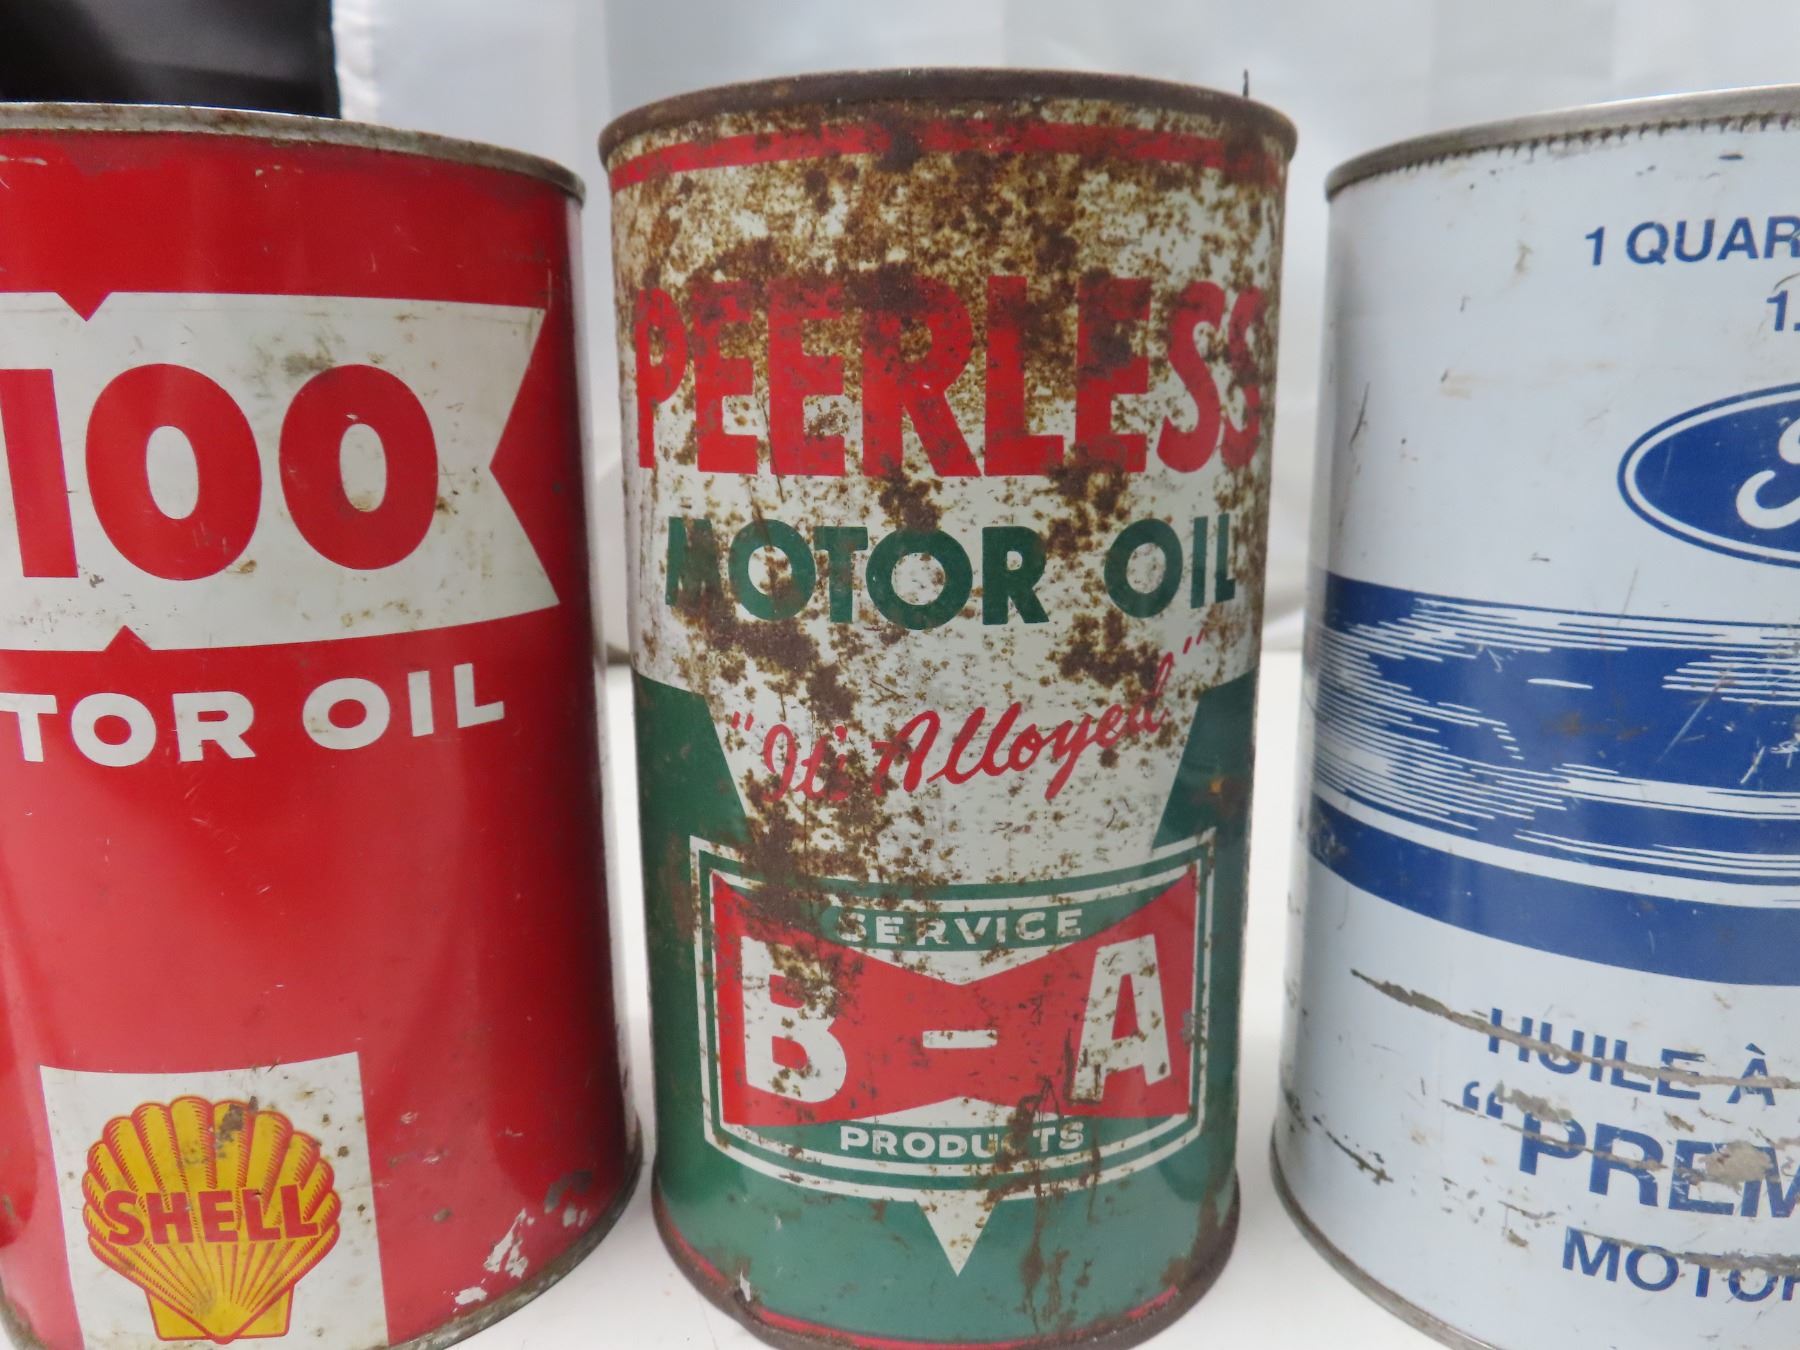 100
TOR OIL
SHELL
PEERLESS
MOTOR OIL
"It's Alloyed"
SERVICE
B-A
PRODUCTS
1 QUAR
1.
HUILE À
"PREM
MOTO